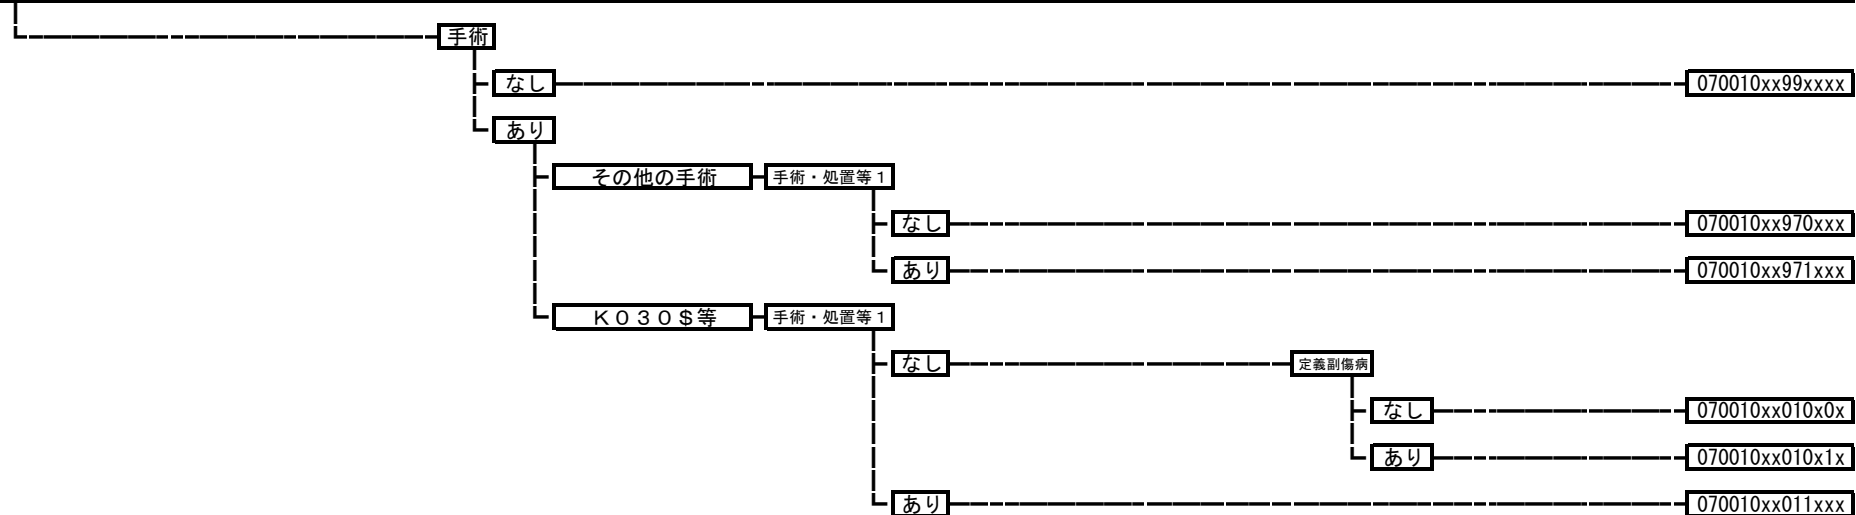 手術
なし 070010xx99xxxx
あり
その他の手術 手術・処置等１
なし 070010xx970xxx
あり 070010xx971xxx
Ｋ０３０＄等 手術・処置等１
なし 定義副傷病
なし 070010xx010x0x
あり 070010xx010x1x
あり 070010xx011xxx